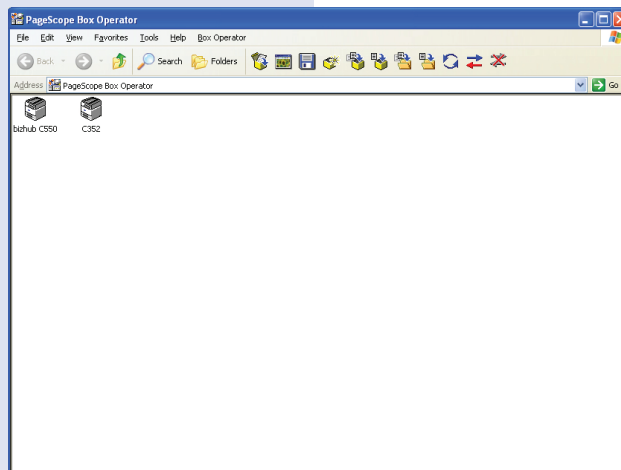 PageScope Box Operator
File Edit View Favorites Tools Help Box Operator
Back Search Folders
Address PageScope Box Operator Go
bizhub C550 C352